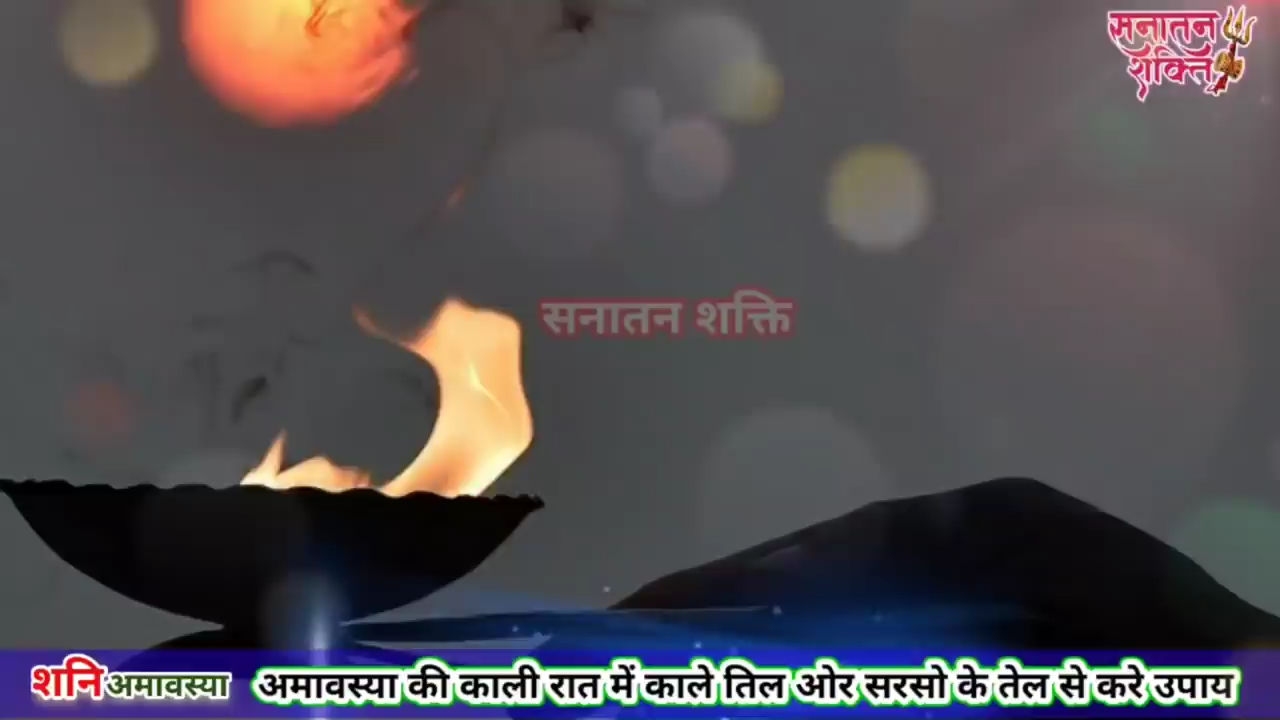 सनातन
शक्ति
सनातन शक्ति
शनि अमावस्या
अमावस्या की काली रात में काले तिल ओर सरसो के तेल से करे उपाय